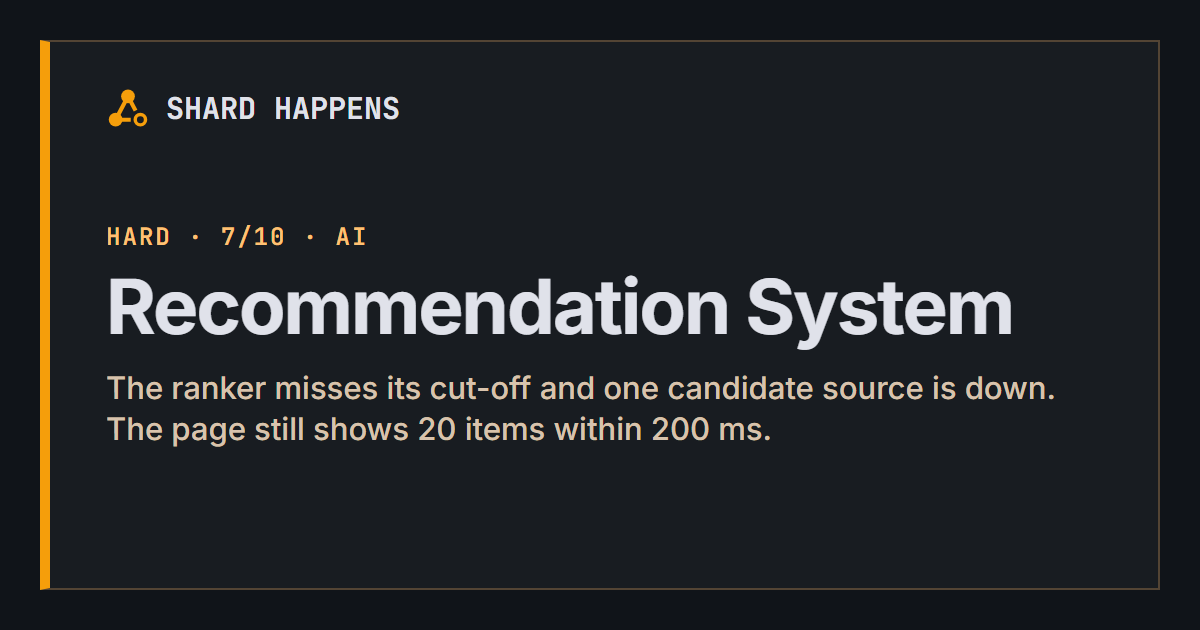 SHARD HAPPENS
HARD · 7/10 · AI
Recommendation System
The ranker misses its cut-off and one candidate source is down.
The page still shows 20 items within 200 ms.